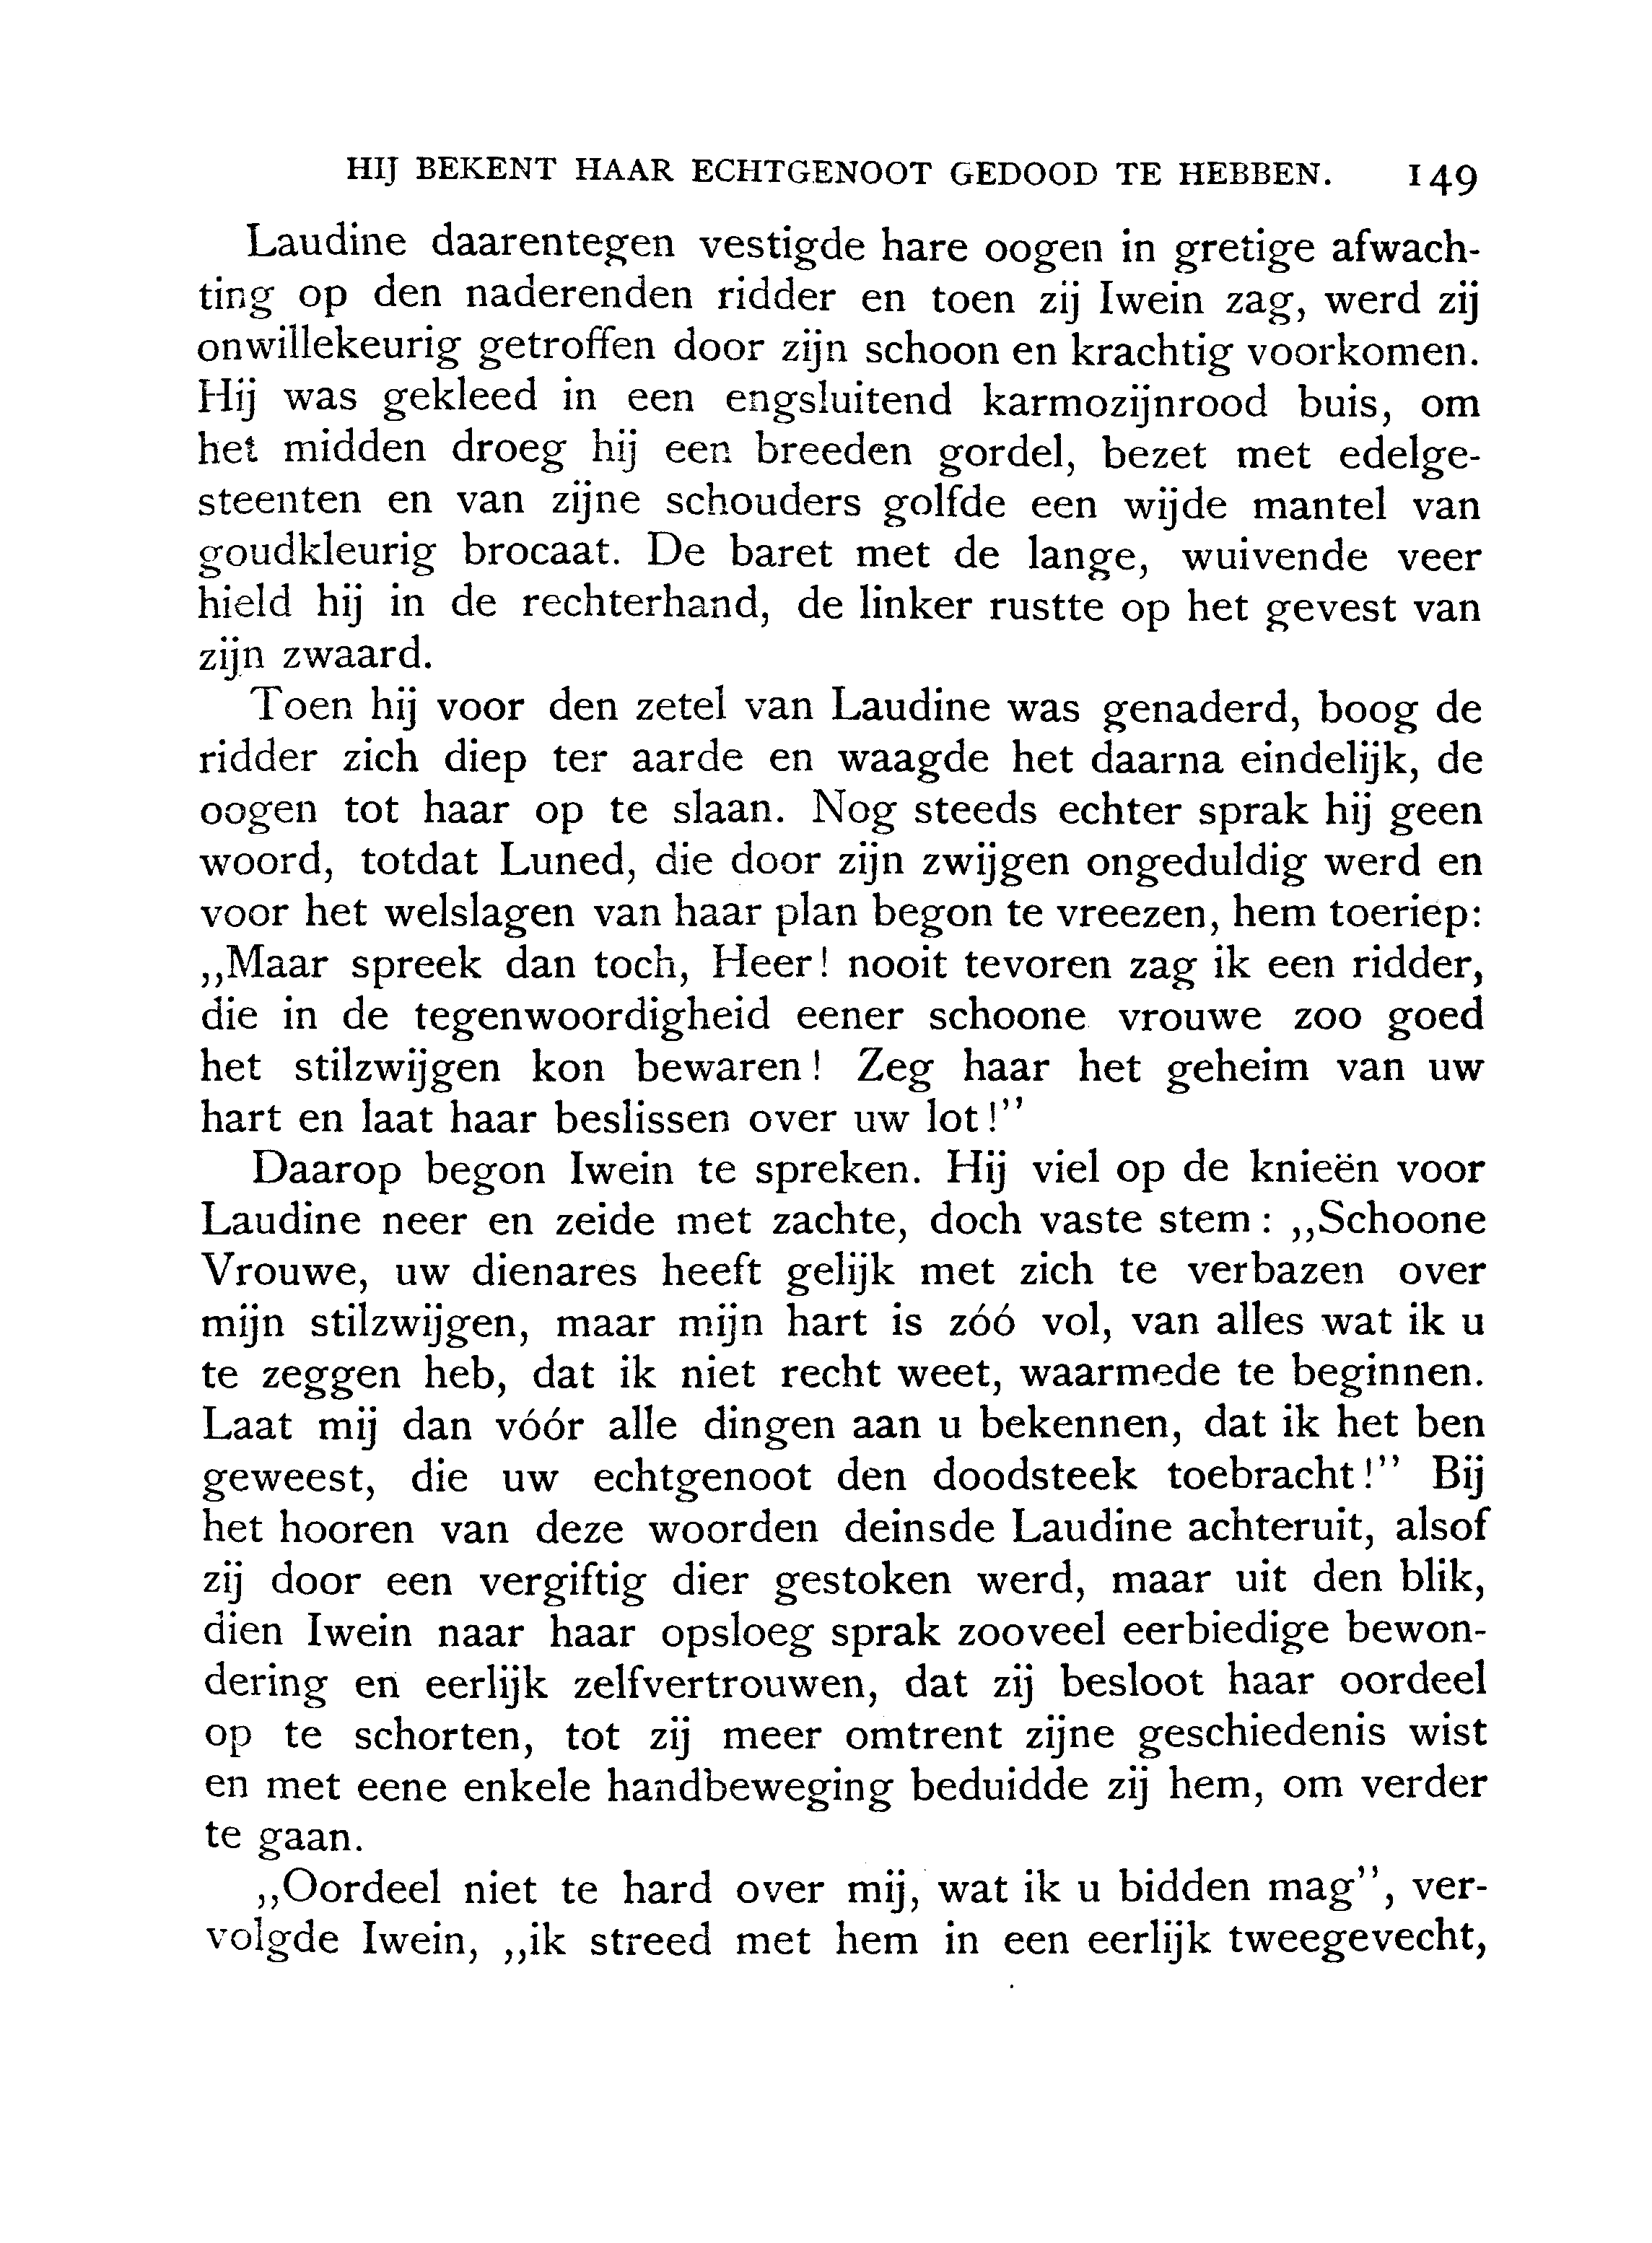 HIJ BEKENT HAAR ECHTGENOOT GEDOOD TE HEBBEN. 149
Laudine daarentegen vestigde hare oogen in gretige afwach-
ting op den naderenden ridder en toen zij Iwein zag, werd zij
onwillekeurig getroffen door zijn schoon en krachtig voorkomen.
Hij was gekleed in een engsluitend karmozijnrood buis, om
het midden droeg hij een breeden gordel, bezet met edelge-
steenten en van zijne schouders golfde een wijde mantel van
goudkleurig brocaat. De baret met de lange, wuivende veer
hield hij in de rechterhand, de linker rustte op het gevest van
zijn zwaard.
Toen hij voor den zetel van Laudine was genaderd, boog de
ridder zich diep ter aarde en waagde het daarna eindelijk, de
oogen tot haar op te slaan. Nog steeds echter sprak hij geen
woord, totdat Luned, die door zijn zwijgen ongeduldig werd en
voor het welslagen van haar plan begon te vreezen, hem toeriep:
,,Maar spreek dan toch, Heer! nooit tevoren zag ik een ridder,
die in de tegenwoordigheid eener schoone vrouwe zoo goed
het stilzwijgen kon bewaren! Zeg haar het geheim van uw
hart en laat haar beslissen over uw lot!"
Daarop begon Iwein te spreken. Hij viel op de knieën voor
Laudine neer en zeide met zachte, doch vaste stem: ,,Schoone
Vrouwe, uw dienares heeft gelijk met zich te verbazen over
mijn stilzwijgen, maar mijn hart is zóó vol, van alles wat ik u
te zeggen heb, dat ik niet recht weet, waarmede te beginnen.
Laat mij dan vóór alle dingen aan u bekennen, dat ik het ben
geweest, die uw echtgenoot den doodsteek toebracht!" Bij
het hooren van deze woorden deinsde Laudine achteruit, alsof
zij door een vergiftig dier gestoken werd, maar uit den blik,
dien Iwein naar haar opsloeg sprak zooveel eerbiedige bewon-
dering en eerlijk zelfvertrouwen, dat zij besloot haar oordeel
op te schorten, tot zij meer omtrent zijne geschiedenis wist
en met eene enkele handbeweging beduidde zij hem, om verder
te gaan.
,,Oordeel niet te hard over mij, wat ik u bidden mag", ver-
volgde Iwein, ,,ik streed met hem in een eerlijk tweegevecht,